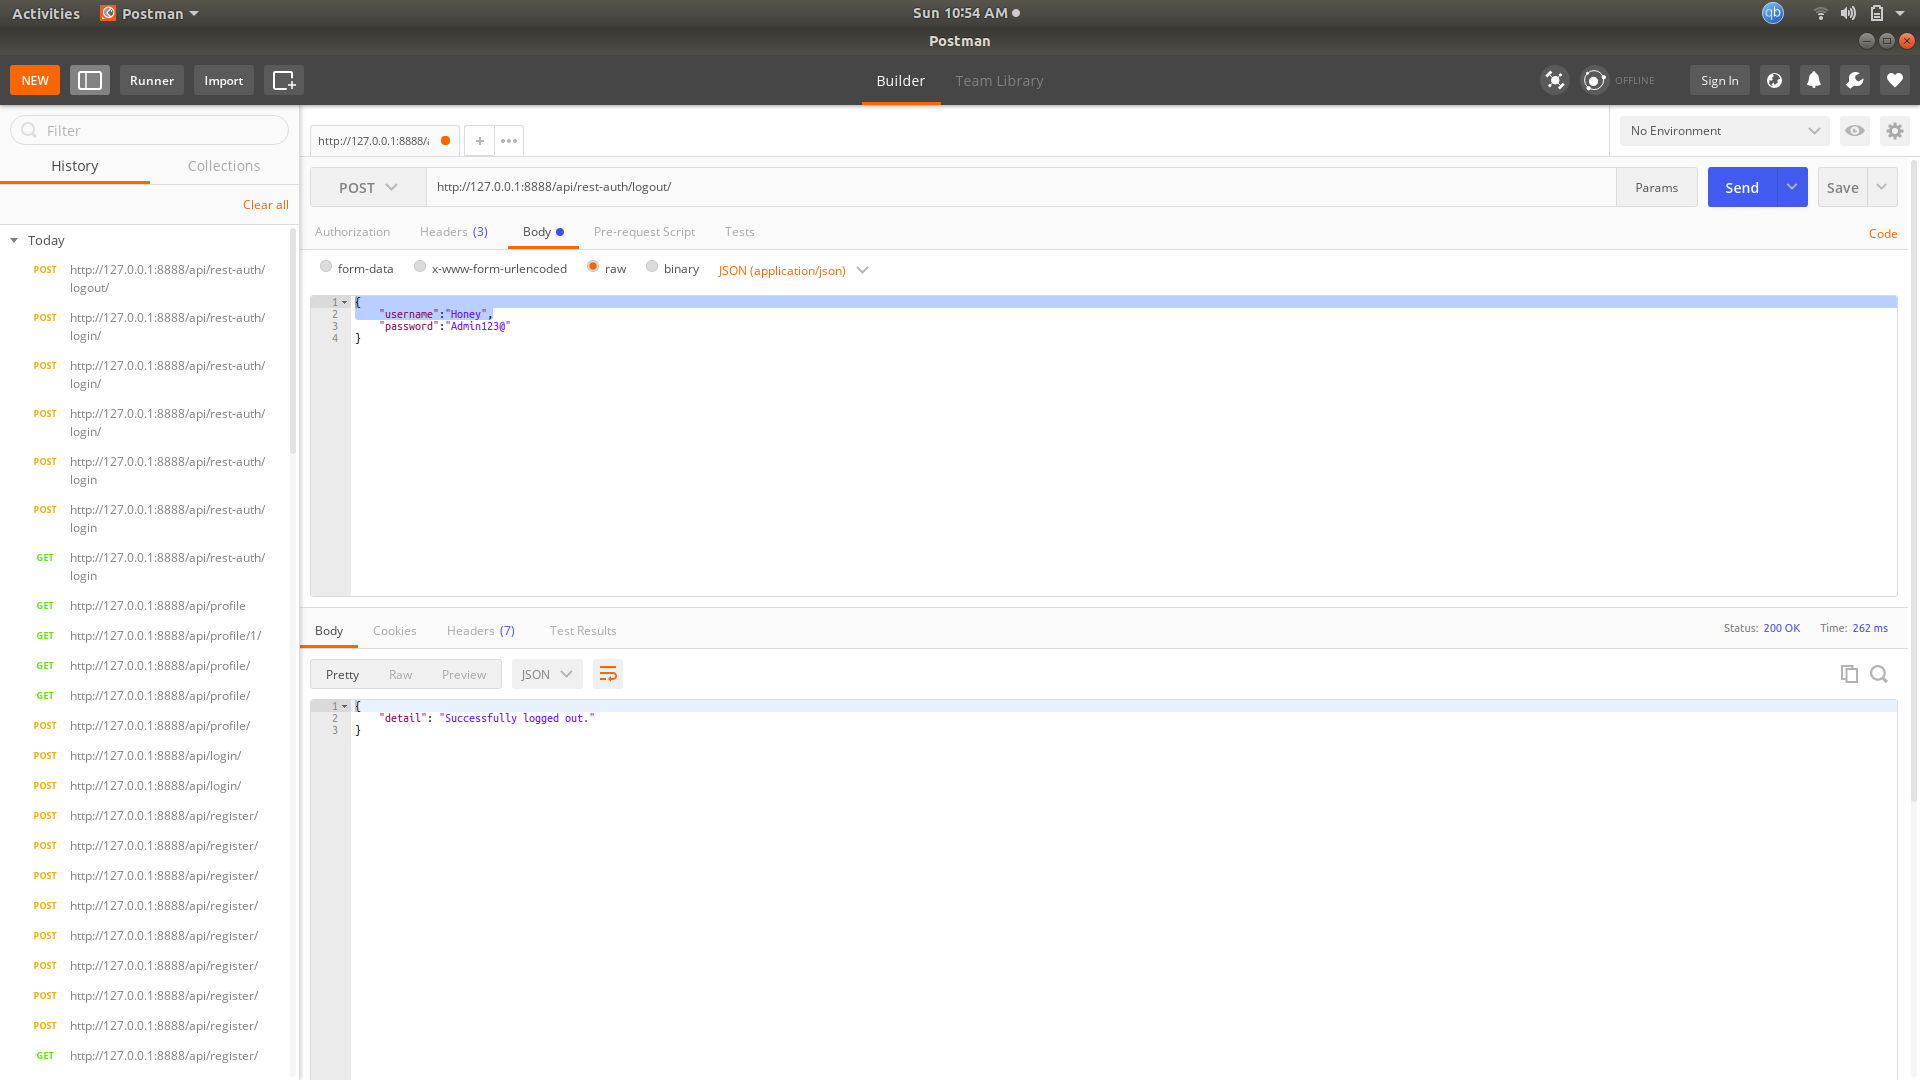 Activities Postman Sun 10:54 AM qb
Postman
NEW Runner Import Builder Team Library OFFLINE Sign In
Filter
History Collections
Clear all
Today
POST http://127.0.0.1:8888/api/rest-auth/
logout/
POST http://127.0.0.1:8888/api/rest-auth/
login/
POST http://127.0.0.1:8888/api/rest-auth/
login/
POST http://127.0.0.1:8888/api/rest-auth/
login/
POST http://127.0.0.1:8888/api/rest-auth/
login
POST http://127.0.0.1:8888/api/rest-auth/
login
GET http://127.0.0.1:8888/api/rest-auth/
login
GET http://127.0.0.1:8888/api/profile
GET http://127.0.0.1:8888/api/profile/1/
GET http://127.0.0.1:8888/api/profile/
GET http://127.0.0.1:8888/api/profile/
POST http://127.0.0.1:8888/api/profile/
POST http://127.0.0.1:8888/api/login/
POST http://127.0.0.1:8888/api/login/
POST http://127.0.0.1:8888/api/register/
POST http://127.0.0.1:8888/api/register/
POST http://127.0.0.1:8888/api/register/
POST http://127.0.0.1:8888/api/register/
POST http://127.0.0.1:8888/api/register/
POST http://127.0.0.1:8888/api/register/
POST http://127.0.0.1:8888/api/register/
POST http://127.0.0.1:8888/api/register/
GET http://127.0.0.1:8888/api/register/
http://127.0.0.1:8888/a + ••• No Environment
POST http://127.0.0.1:8888/api/rest-auth/logout/ Params Send Save
Authorization Headers (3) Body Pre-request Script Tests Code
form-data x-www-form-urlencoded raw binary JSON (application/json)
1 {
2 "username":"Honey",
3 "password":"Admin123@"
4 }
Body Cookies Headers (7) Test Results Status: 200 OK Time: 262 ms
Pretty Raw Preview JSON
1 {
2 "detail": "Successfully logged out."
3 }